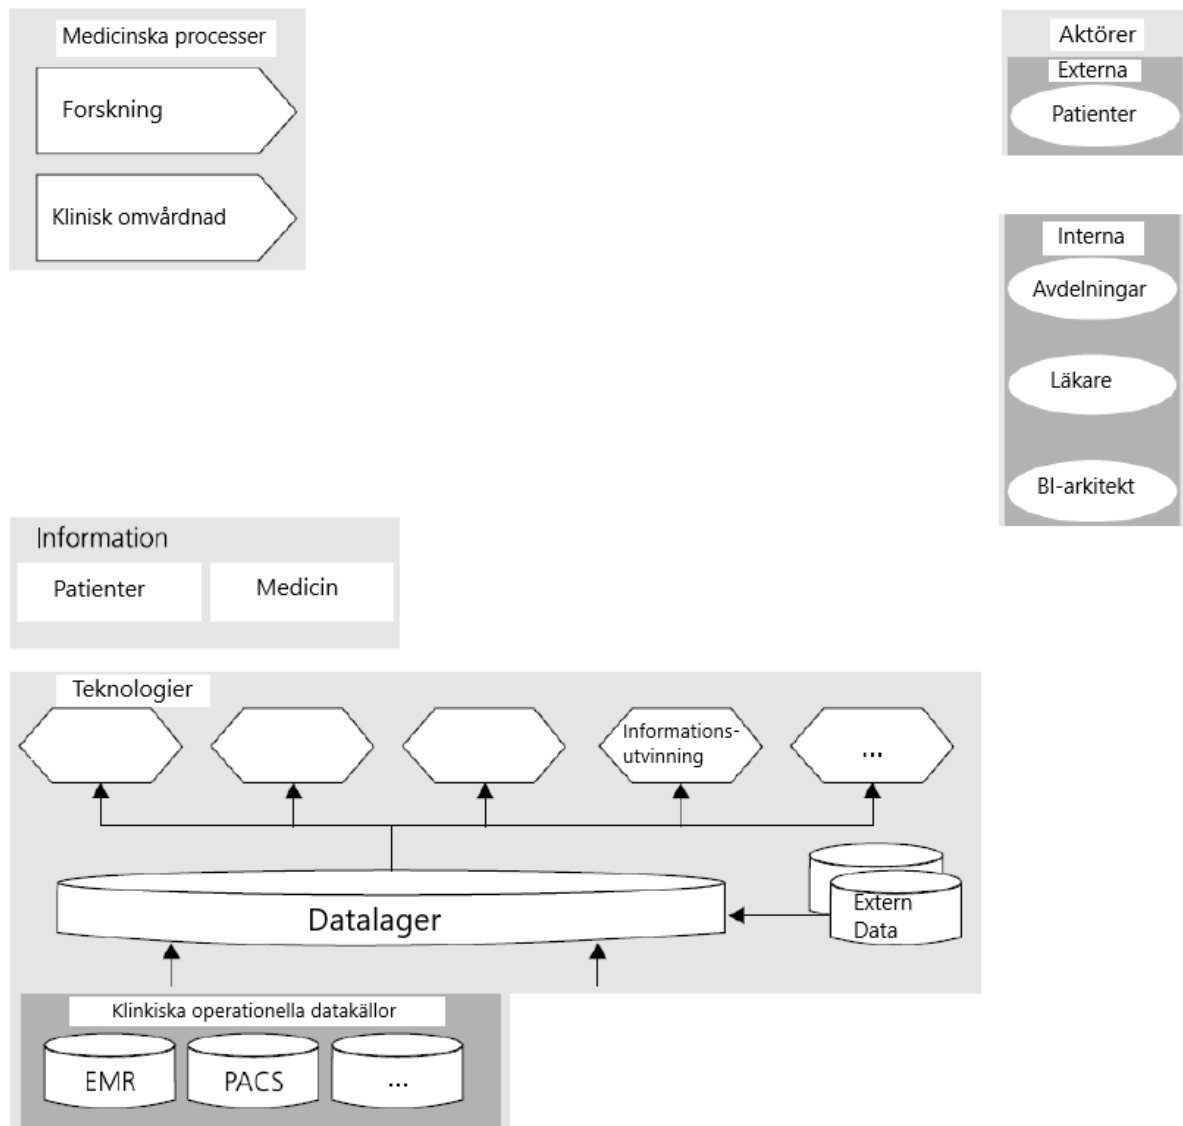 Medicinska processer
Forskning
Klinisk omvårdnad
Aktörer
Externa
Patienter
Interna
Avdelningar
Läkare
BI-arkitekt
Information
Patienter
Medicin
Teknologier
Informations-
utvinning
...
Datalager
Extern
Data
Klinkiska operationella datakällor
EMR
PACS
...